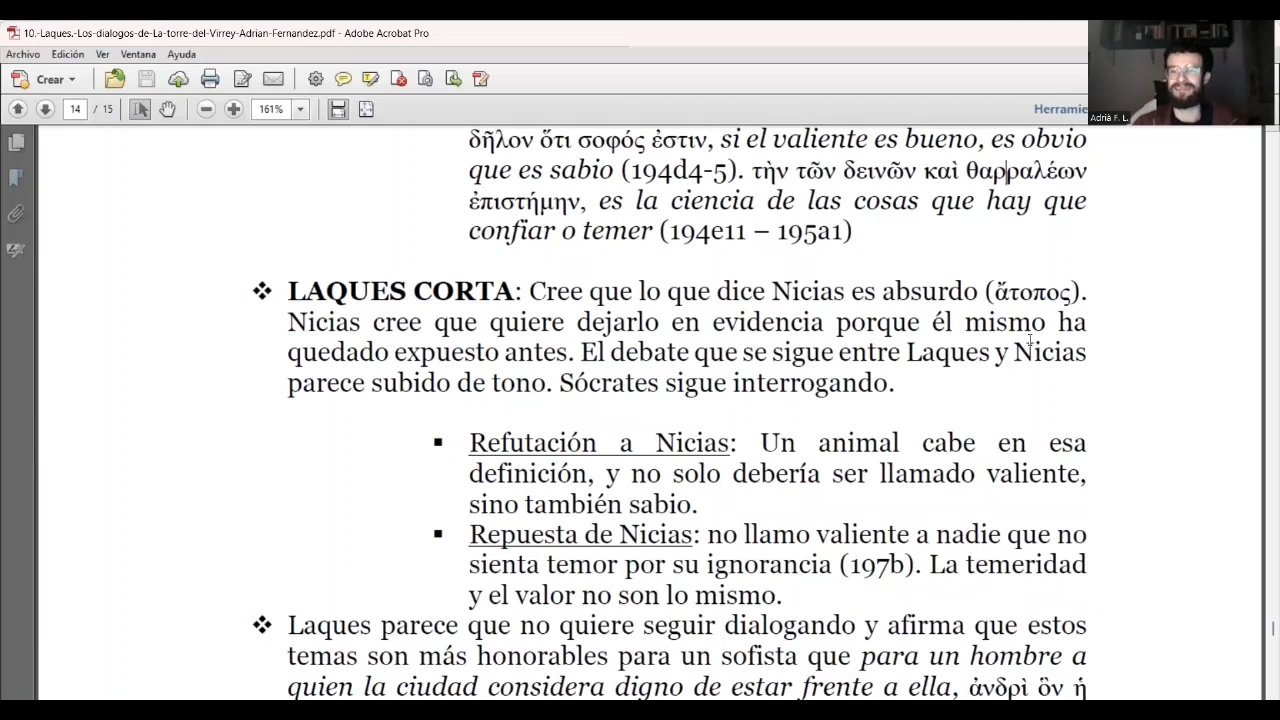 10.-Laques.-Los-dialogos-de-La-torre-del-Virrey-Adrian-Fernandez.pdf - Adobe Acrobat Pro
Archivo Edición Ver Ventana Ayuda
Crear
14 / 15 161% Herramie
Adrià F. L.
δῆλον ὅτι σοφός ἐστιν, si el valiente es bueno, es obvio
que es sabio (194d4-5). τὴν τῶν δεινῶν καὶ θαρραλέων
ἐπιστήμην, es la ciencia de las cosas que hay que
confiar o temer (194e11 – 195a1)
❖ LAQUES CORTA: Cree que lo que dice Nicias es absurdo (ἄτοπος).
Nicias cree que quiere dejarlo en evidencia porque él mismo ha
quedado expuesto antes. El debate que se sigue entre Laques y Nicias
parece subido de tono. Sócrates sigue interrogando.
▪ Refutación a Nicias: Un animal cabe en esa
definición, y no solo debería ser llamado valiente,
sino también sabio.
▪ Repuesta de Nicias: no llamo valiente a nadie que no
sienta temor por su ignorancia (197b). La temeridad
y el valor no son lo mismo.
❖ Laques parece que no quiere seguir dialogando y afirma que estos
temas son más honorables para un sofista que para un hombre a
quien la ciudad considera digno de estar frente a ella, ἀνδρὶ ὃν ἡ